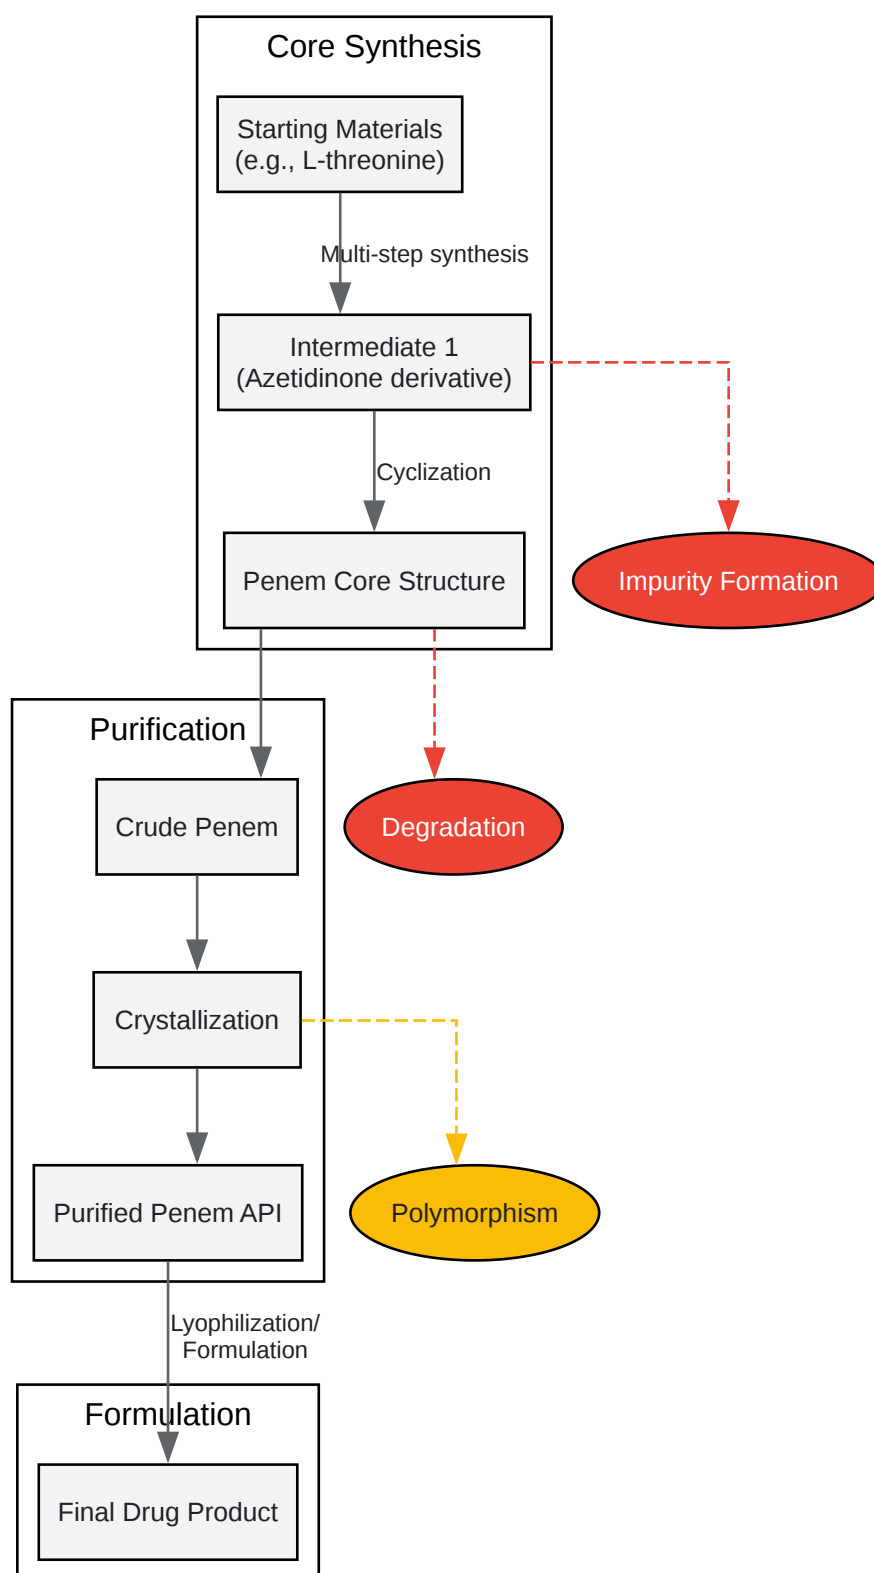 Core Synthesis
Starting Materials
(e.g., L-threonine)
Multi-step synthesis
Intermediate 1
(Azetidinone derivative)
Cyclization
Penem Core Structure
Impurity Formation
Purification
Crude Penem
Degradation
Crystallization
Purified Penem API
Polymorphism
Lyophilization/
Formulation
Formulation
Final Drug Product